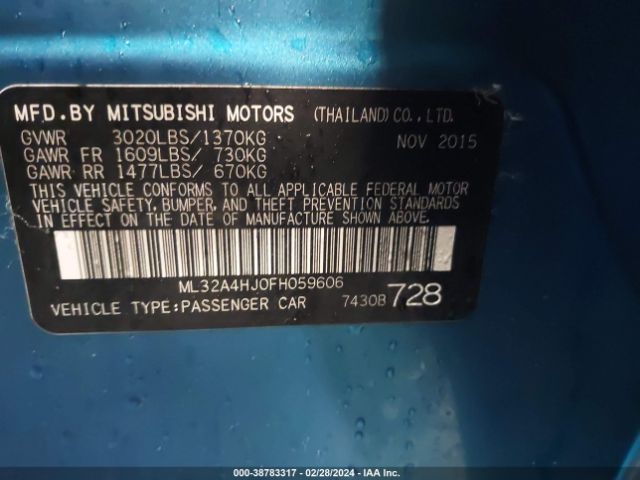 MFD.BY MITSUBISHI MOTORS (THAILAND)CO.,LTD.
GVWR 3020LBS/1370KG NOV 2015
GAWR FR 1609LBS/ 730KG
GAWR RR 1477LBS/ 670KG
THIS VEHICLE CONFORMS TO ALL APPLICABLE FEDERAL MOTOR
VEHICLE SAFETY, BUMPER, AND THEFT PREVENTION STANDARDS
IN EFFECT ON THE DATE OF MANUFACTURE SHOWN ABOVE.
ML32A4HJ0FH059606
VEHICLE TYPE:PASSENGER CAR 7430B 728
000-38783317 - 02/28/2024 - IAA Inc.